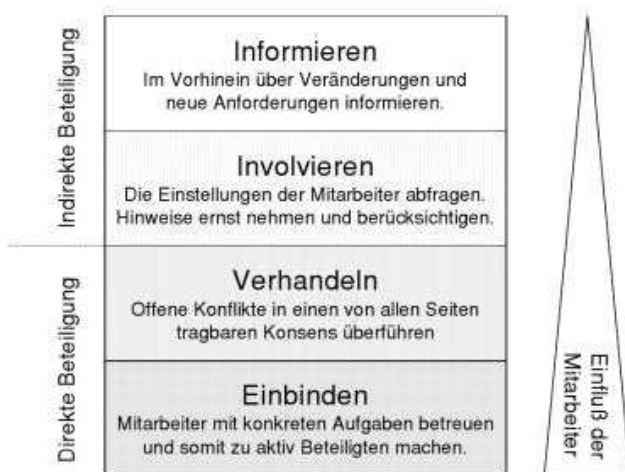 Indirekte Beteiligung
Informieren
Im Vorhinein über Veränderungen und
neue Anforderungen informieren.
Involvieren
Die Einstellungen der Mitarbeiter abfragen.
Hinweise ernst nehmen und berücksichtigen.
Direkte Beteiligung
Verhandeln
Offene Konflikte in einen von allen Seiten
tragbaren Konsens überführen
Einbinden
Mitarbeiter mit konkreten Aufgaben betreuen
und somit zu aktiv Beteiligten machen.
Einfluß der
Mitarbeiter